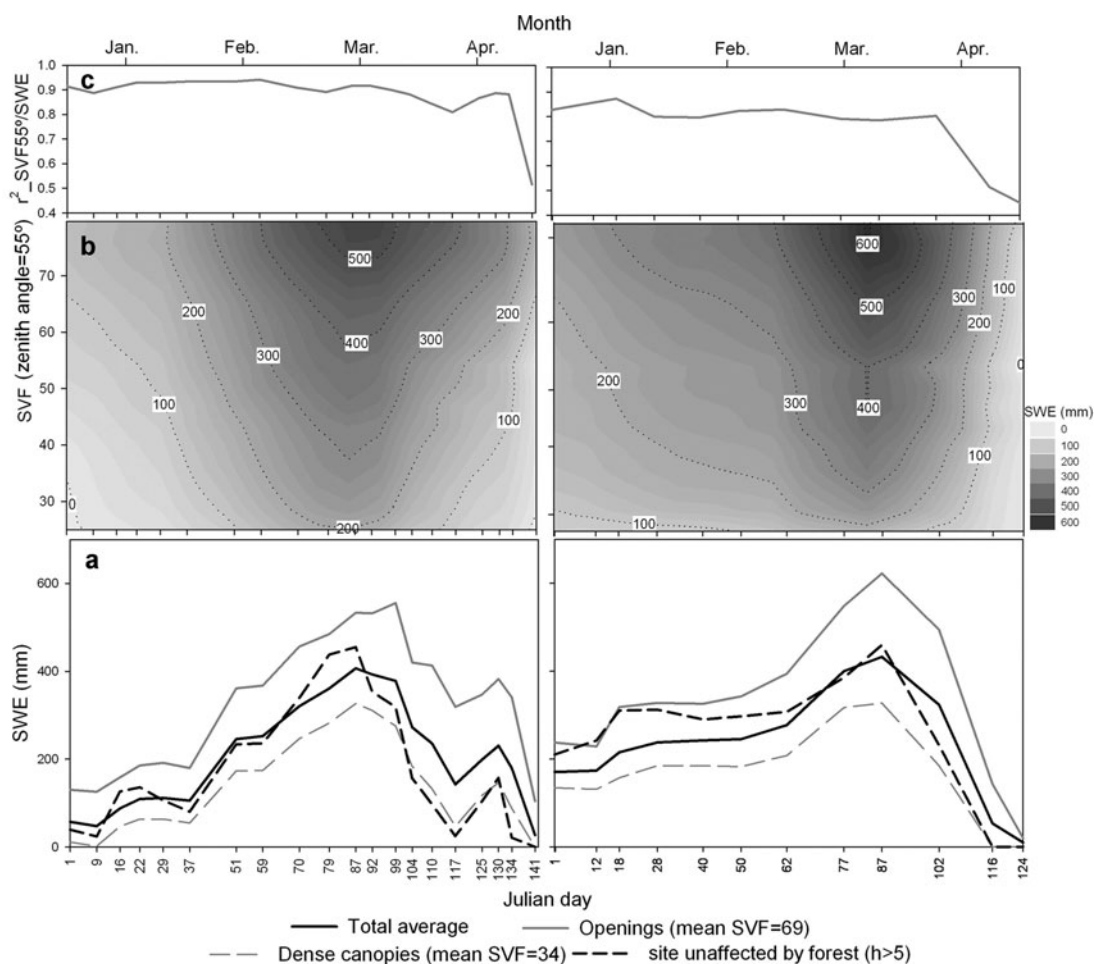 Month
Jan. Feb. Mar. Apr. Jan. Feb. Mar. Apr.
c
r²_SVF55º/SWE
1.0
0.9
0.8
0.7
0.6
0.5
0.4
b
SVF (zenith angle=55º)
70
60
50
40
30
500
200
200
400
300
300
100
100
0
200
600
100
500
300
200
0
200
300
400
100
100
SWE (mm)
0
100
200
300
400
500
600
a
SWE (mm)
600
400
200
0
1 9 16 22 29 37 51 59 70 79 87 92 99 104 110 117 125 130 134 141
1 12 18 28 40 50 62 77 87 102 116 124
Julian day
Total average
Openings (mean SVF=69)
Dense canopies (mean SVF=34)
site unaffected by forest (h>5)